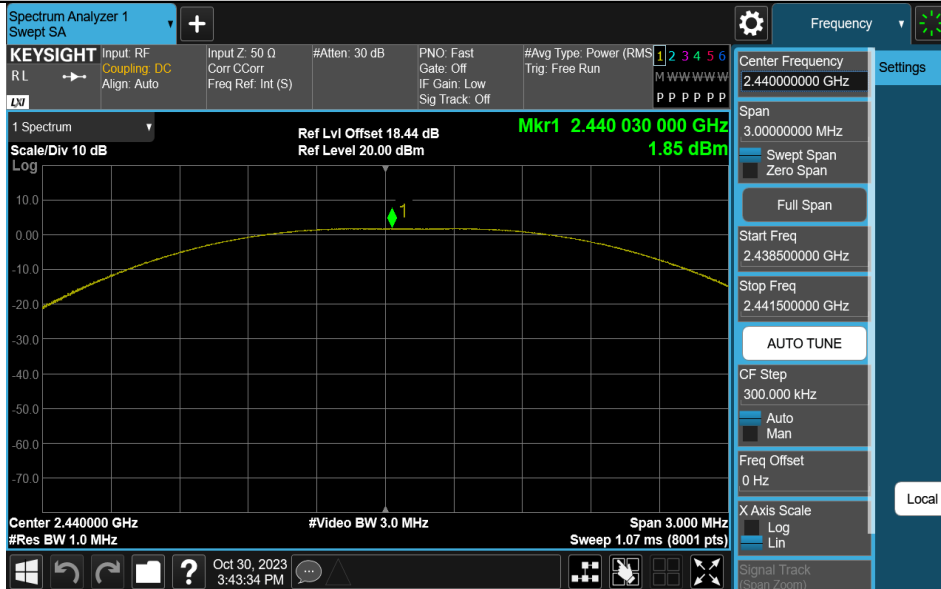 Spectrum Analyzer 1
Swept SA
+
Frequency
KEYSIGHT
R L
LXI
Input: RF
Coupling: DC
Align: Auto
Input Z: 50 Ω
Corr CCorr
Freq Ref: Int (S)
#Atten: 30 dB
PNO: Fast
Gate: Off
IF Gain: Low
Sig Track: Off
#Avg Type: Power (RMS
Trig: Free Run
1 2 3 4 5 6
M W W W W W
P P P P P P
1 Spectrum
Scale/Div 10 dB
Ref Lvl Offset 18.44 dB
Ref Level 20.00 dBm
Mkr1 2.440 030 000 GHz
1.85 dBm
Log
10.0
0.00
-10.0
-20.0
-30.0
-40.0
-50.0
-60.0
-70.0
1
Center 2.440000 GHz
#Res BW 1.0 MHz
#Video BW 3.0 MHz
Span 3.000 MHz
Sweep 1.07 ms (8001 pts)
Center Frequency
2.440000000 GHz
Span
3.00000000 MHz
Swept Span
Zero Span
Full Span
Start Freq
2.438500000 GHz
Stop Freq
2.441500000 GHz
AUTO TUNE
CF Step
300.000 kHz
Auto
Man
Freq Offset
0 Hz
X Axis Scale
Log
Lin
Signal Track
(Span Zoom)
Settings
Local
?
Oct 30, 2023
3:43:34 PM